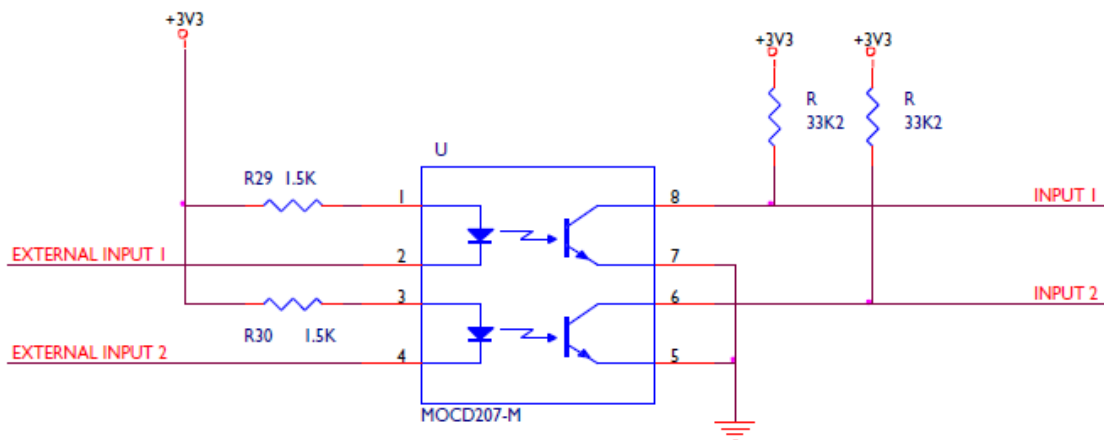 +3V3
+3V3 +3V3
R R
33K2 33K2
U
R29 1.5K
1 8
INPUT 1
EXTERNAL INPUT 1
2 7
3 6
INPUT 2
R30 1.5K
EXTERNAL INPUT 2
4 5
MOCD207-M